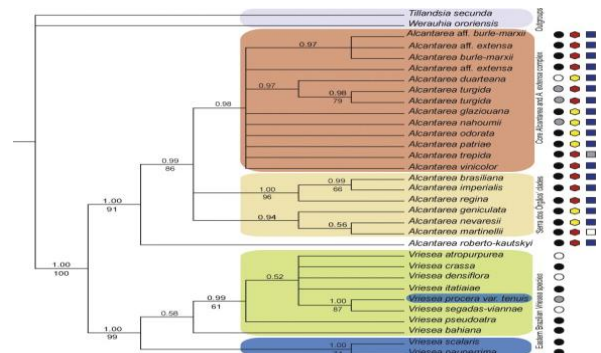 Tillandsia secunda
Werauhia ororiensis
Outgroups
Alcantarea aff. burle-marxii
Alcantarea aff. extensa
Alcantarea burle-marxii
Alcantarea aff. extensa
Alcantarea duarteana
Alcantarea turgida
Alcantarea turgida
Alcantarea glaziouana
Alcantarea nahoumii
Alcantarea odorata
Alcantarea patriae
Alcantarea trepida
Alcantarea vinicolor
Core Alcantarea and A. extensa complex
0.97
0.97
0.98
79
0.98
Alcantarea brasiliana
Alcantarea imperialis
Alcantarea regina
Alcantarea geniculata
Alcantarea nevaresii
Alcantarea martinellii
Serra dos Órgãos' clades
0.99
86
0.99
66
1.00
96
0.94
0.56
1.00
91
Alcantarea roberto-kautskyi
Vriesea atropurpurea
Vriesea crassa
Vriesea densiflora
Vriesea itatiaiae
Vriesea procera var. tenuis
Vriesea segadas-viannae
Vriesea pseudoatra
Vriesea bahiana
Vriesea scalaris
Vriesea pauperrima
Eastern Brazilian Vriesea species
1.00
100
0.52
1.00
67
0.99
61
0.58
1.00
99
1.00